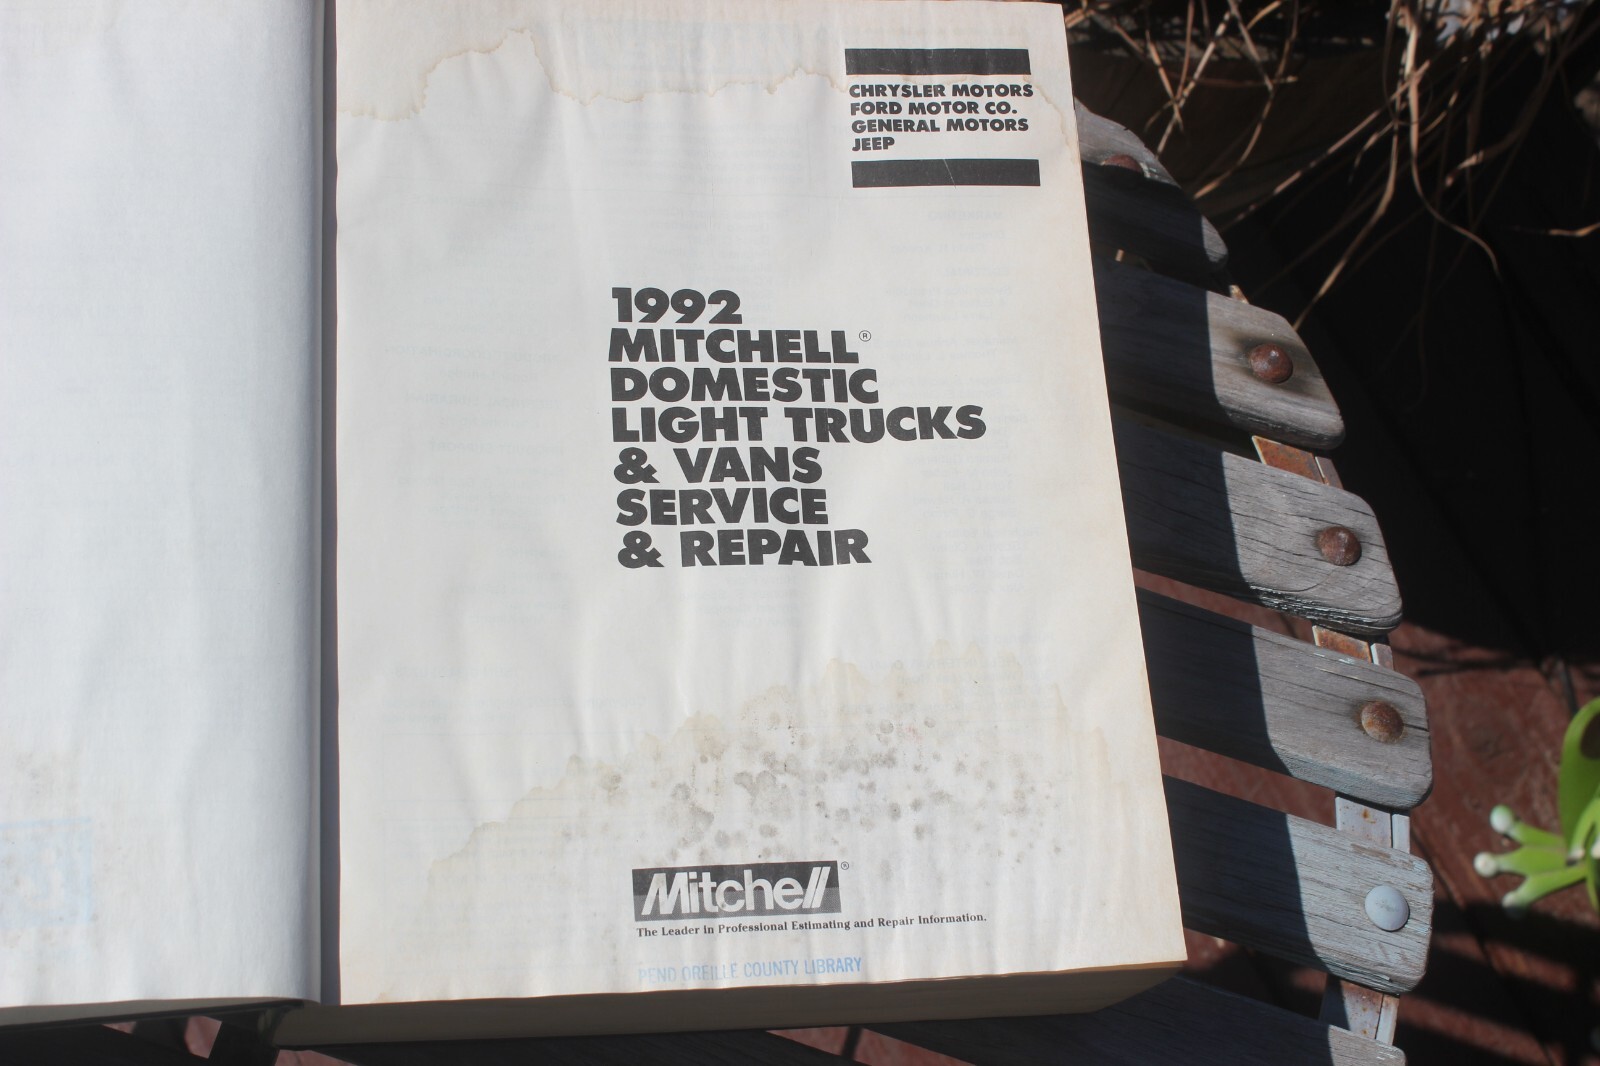 CHRYSLER MOTORS
FORD MOTOR CO.
GENERAL MOTORS
JEEP
1992
MITCHELL®
DOMESTIC
LIGHT TRUCKS
& VANS
SERVICE
& REPAIR
Mitchell®
The Leader in Professional Estimating and Repair Information.
PEND OREILLE COUNTY LIBRARY